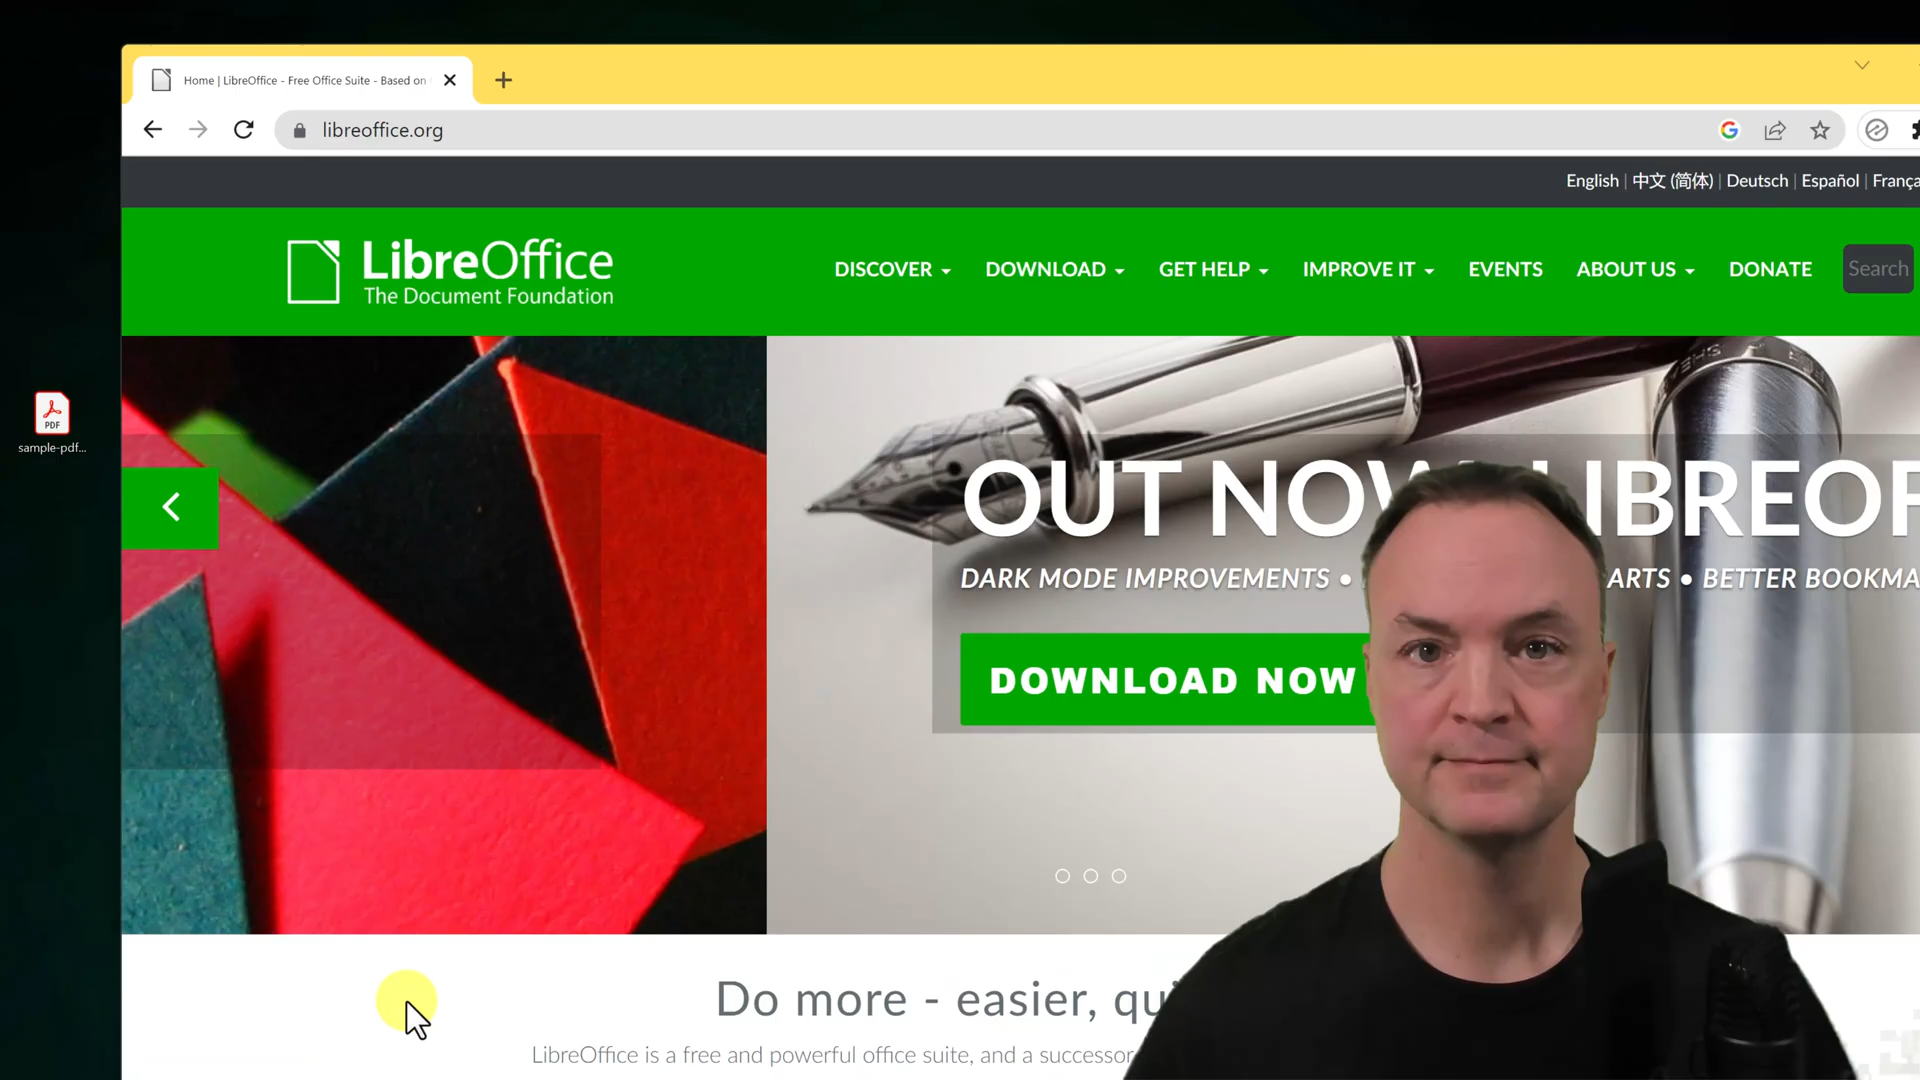 Home | LibreOffice - Free Office Suite - Based on
libreoffice.org
English | 中文 (简体) | Deutsch | Español | França
LibreOffice
The Document Foundation
DISCOVER
DOWNLOAD
GET HELP
IMPROVE IT
EVENTS
ABOUT US
DONATE
Search
PDF
sample-pdf...
OUT NOW LIBREOF
DARK MODE IMPROVEMENTS • ARTS • BETTER BOOKMA
DOWNLOAD NOW
Do more - easier, qu
LibreOffice is a free and powerful office suite, and a successor